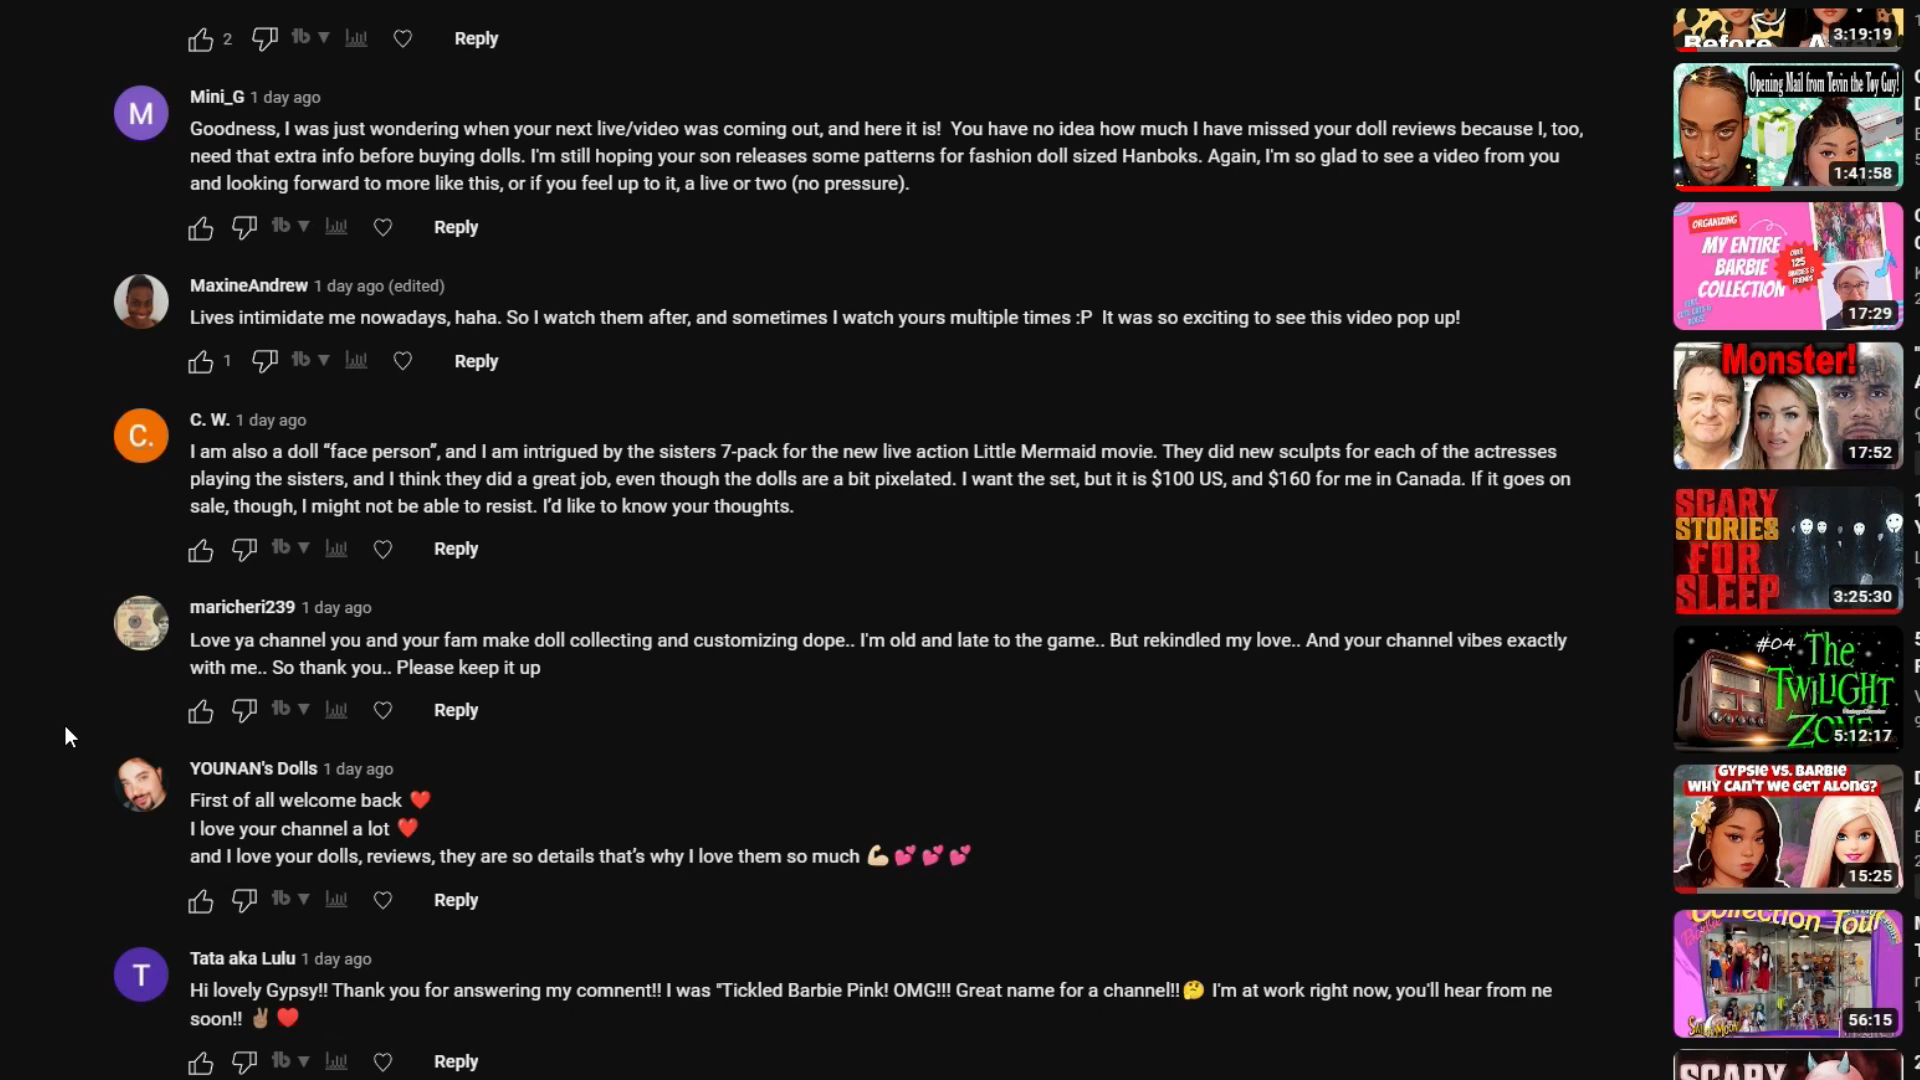 2
Reply
M
Mini_G 1 day ago
Goodness, I was just wondering when your next live/video was coming out, and here it is!  You have no idea how much I have missed your doll reviews because I, too,
need that extra info before buying dolls. I'm still hoping your son releases some patterns for fashion doll sized Hanboks. Again, I'm so glad to see a video from you
and looking forward to more like this, or if you feel up to it, a live or two (no pressure).
Reply
MaxineAndrew 1 day ago (edited)
Lives intimidate me nowadays, haha. So I watch them after, and sometimes I watch yours multiple times :P  It was so exciting to see this video pop up!
1
Reply
C.
C. W. 1 day ago
I am also a doll “face person”, and I am intrigued by the sisters 7-pack for the new live action Little Mermaid movie. They did new sculpts for each of the actresses
playing the sisters, and I think they did a great job, even though the dolls are a bit pixelated. I want the set, but it is $100 US, and $160 for me in Canada. If it goes on
sale, though, I might not be able to resist. I’d like to know your thoughts.
Reply
maricheri239 1 day ago
Love ya channel you and your fam make doll collecting and customizing dope.. I'm old and late to the game.. But rekindled my love.. And your channel vibes exactly
with me.. So thank you.. Please keep it up
Reply
YOUNAN's Dolls 1 day ago
First of all welcome back ❤️
I love your channel a lot ❤️
and I love your dolls, reviews, they are so details that’s why I love them so much 💪🏼💕💕💕
Reply
T
Tata aka Lulu 1 day ago
Hi lovely Gypsy!! Thank you for answering my comnent!! I was "Tickled Barbie Pink! OMG!!! Great name for a channel!!🤔 I'm at work right now, you'll hear from ne
soon!! ✌🏽❤️
Reply
Before
3:19:19
Opening Mail from Tevin the Toy Guy!
1:41:58
ORGANIZING
MY ENTIRE
BARBIE
COLLECTION
OVER
125
BARBIES &
FRIENDS
17:29
Monster!
17:52
SCARY
STORIES
FOR
SLEEP
3:25:30
#04 The
TWILIGHT
ZONE
5:12:17
GYPSIE VS. BARBIE
WHY CAN'T WE GET ALONG?
15:25
Collection Tour
Barbie
Sailor Moon
56:15
SCARY